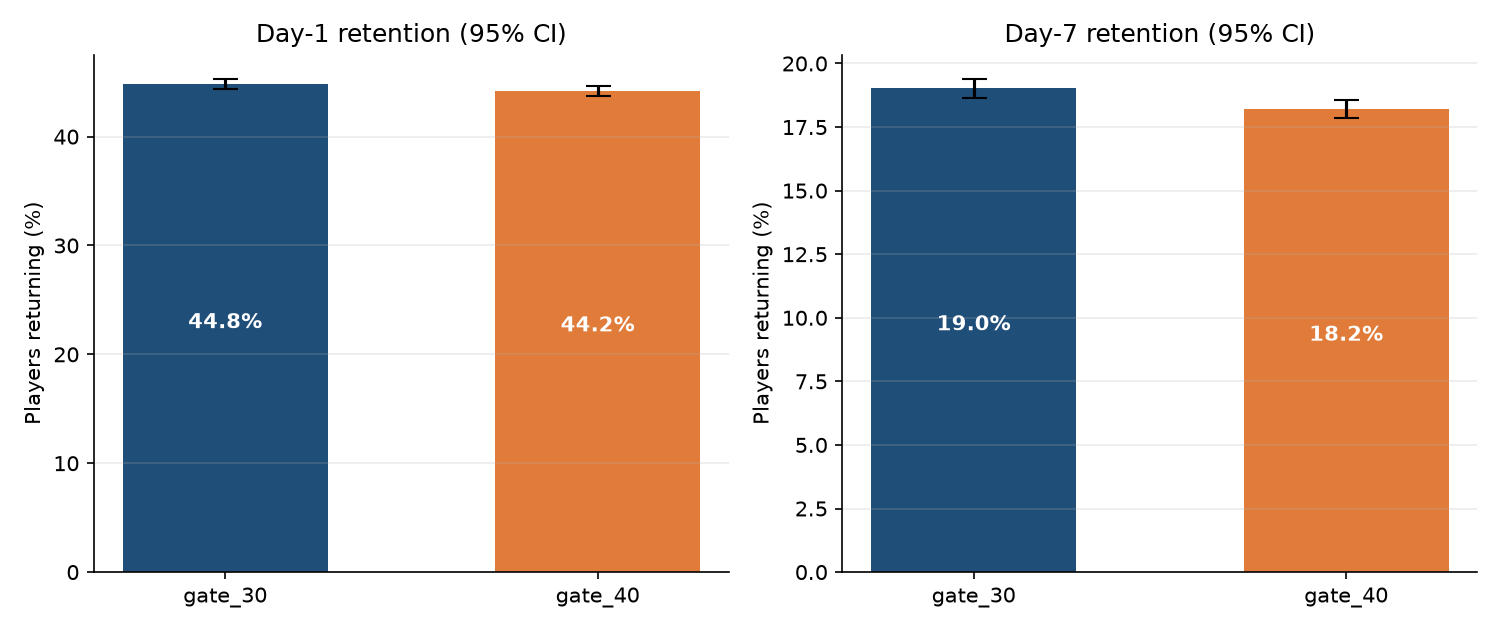 Day-1 retention (95% CI)
Players returning (%)
40
30
20
10
0
44.8%
44.2%
gate_30
gate_40
Day-7 retention (95% CI)
Players returning (%)
20.0
17.5
15.0
12.5
10.0
7.5
5.0
2.5
0.0
19.0%
18.2%
gate_30
gate_40